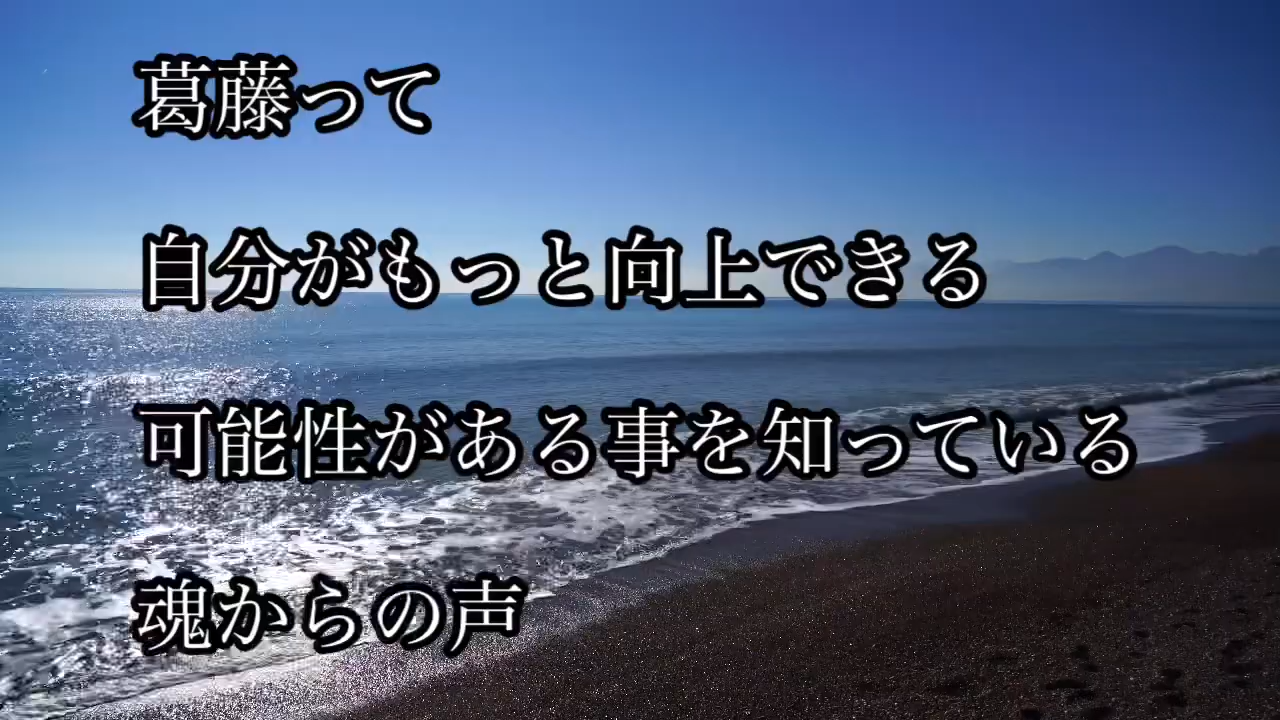 葛藤って
自分がもっと向上できる
可能性がある事を知っている
魂からの声